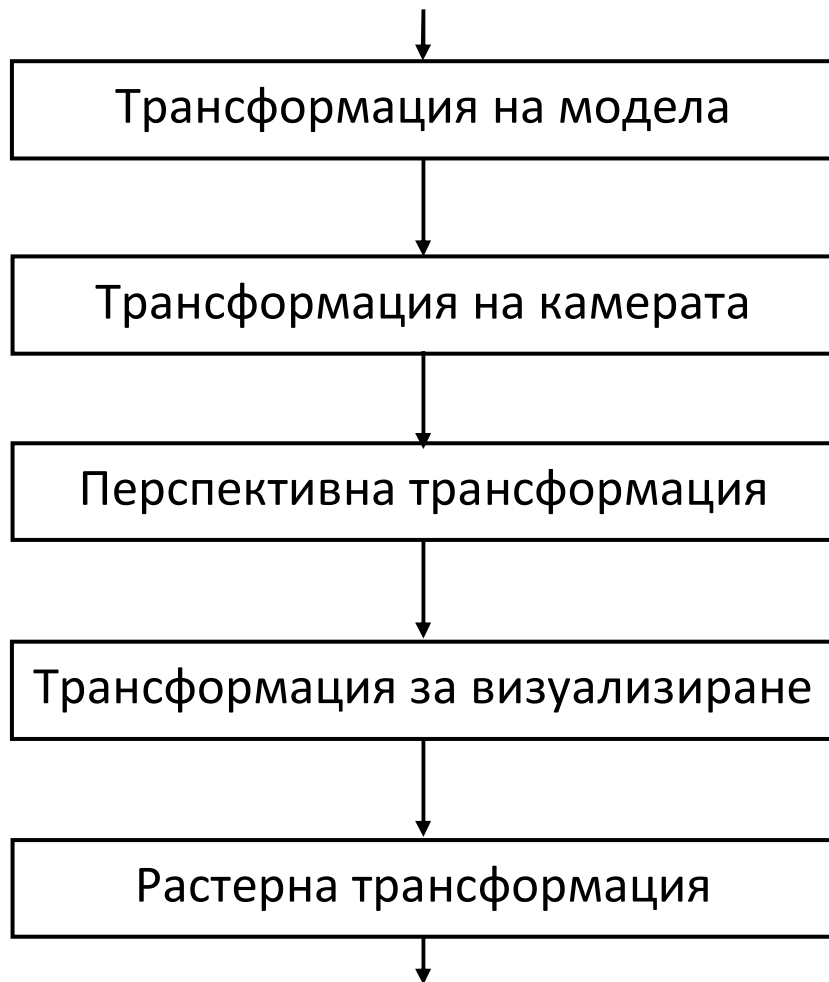 Трансформация на модела
Трансформация на камерата
Перспективна трансформация
Трансформация за визуализиране
Растерна трансформация